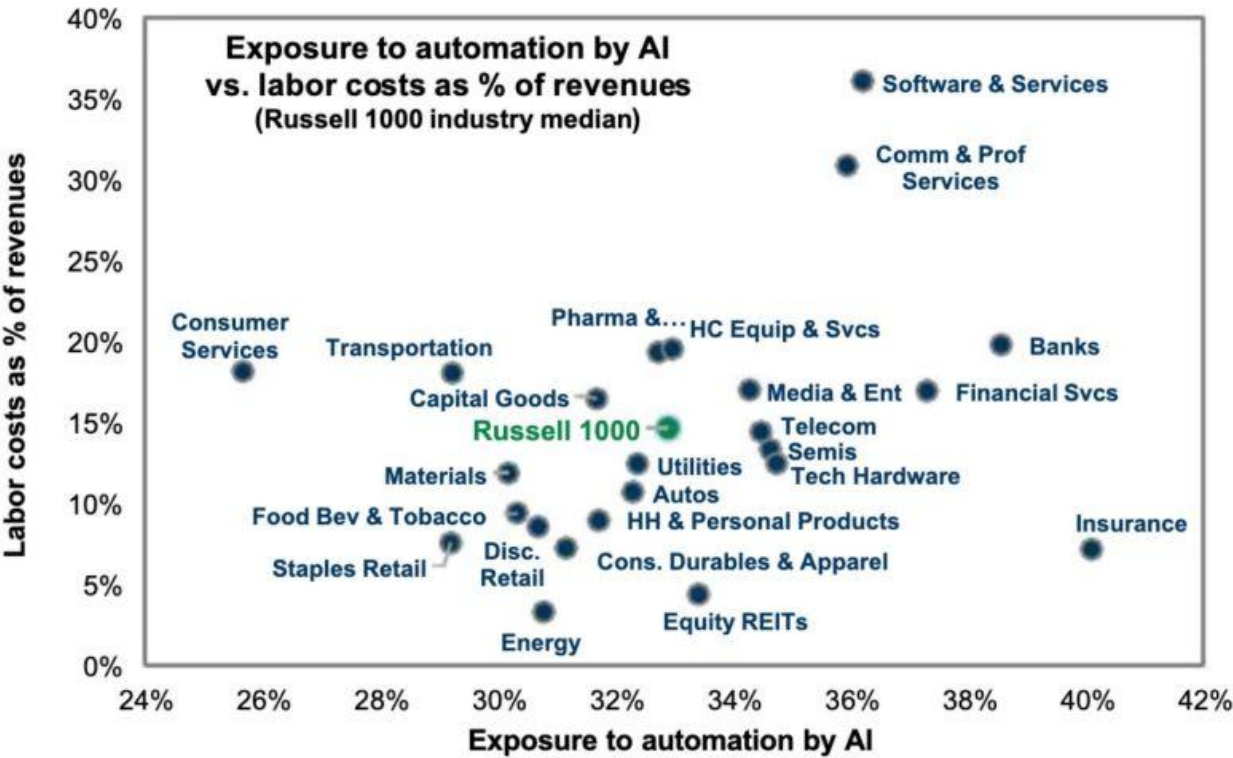 Exposure to automation by AI
vs. labor costs as % of revenues
(Russell 1000 industry median)
Labor costs as % of revenues
40%
35%
30%
25%
20%
15%
10%
5%
0%
Software & Services
Comm & Prof
Services
Consumer
Services
Transportation
Pharma &...
HC Equip & Svcs
Banks
Capital Goods
Media & Ent
Financial Svcs
Russell 1000
Telecom
Semis
Tech Hardware
Materials
Utilities
Autos
Food Bev & Tobacco
HH & Personal Products
Insurance
Staples Retail
Disc.
Retail
Cons. Durables & Apparel
Equity REITs
Energy
24%
26%
28%
30%
32%
34%
36%
38%
40%
42%
Exposure to automation by AI